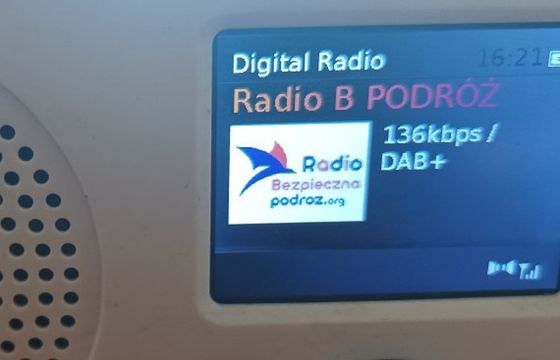 Digital Radio 16:21
Radio B PODRÓŻ
136kbps /
DAB+
Radio
Bezpieczna
podroz.org